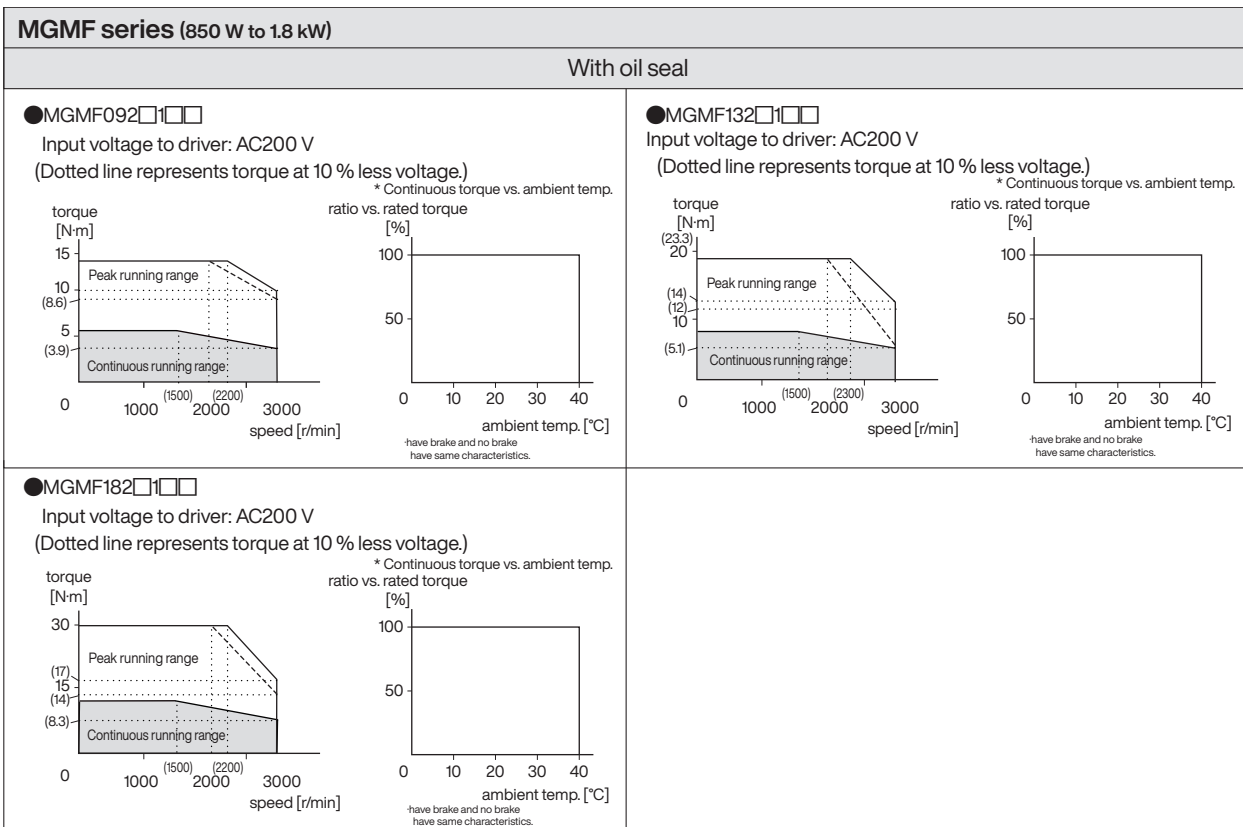 MGMF series (850 W to 1.8 kW)
With oil seal
●MGMF092□1□□
Input voltage to driver: AC200 V
(Dotted line represents torque at 10 % less voltage.)
* Continuous torque vs. ambient temp.
torque
[N·m]
15
10
(8.6)
5
(3.9)
0
Peak running range
Continuous running range
1000
(1500)
2000
(2200)
3000
speed [r/min]
ratio vs. rated torque
[%]
100
50
0 10 20 30 40
ambient temp. [°C]
·have brake and no brake
have same characteristics.
●MGMF132□1□□
Input voltage to driver: AC200 V
(Dotted line represents torque at 10 % less voltage.)
* Continuous torque vs. ambient temp.
torque
[N·m]
(23.3)
20
(14)
(12)
10
(5.1)
0
Peak running range
Continuous running range
1000
(1500)
2000
(2300)
3000
speed [r/min]
ratio vs. rated torque
[%]
100
50
0 10 20 30 40
ambient temp. [°C]
·have brake and no brake
have same characteristics.
●MGMF182□1□□
Input voltage to driver: AC200 V
(Dotted line represents torque at 10 % less voltage.)
* Continuous torque vs. ambient temp.
torque
[N·m]
30
(17)
15
(14)
(8.3)
0
Peak running range
Continuous running range
1000
(1500)
2000
(2200)
3000
speed [r/min]
ratio vs. rated torque
[%]
100
50
0 10 20 30 40
ambient temp. [°C]
·have brake and no brake
have same characteristics.